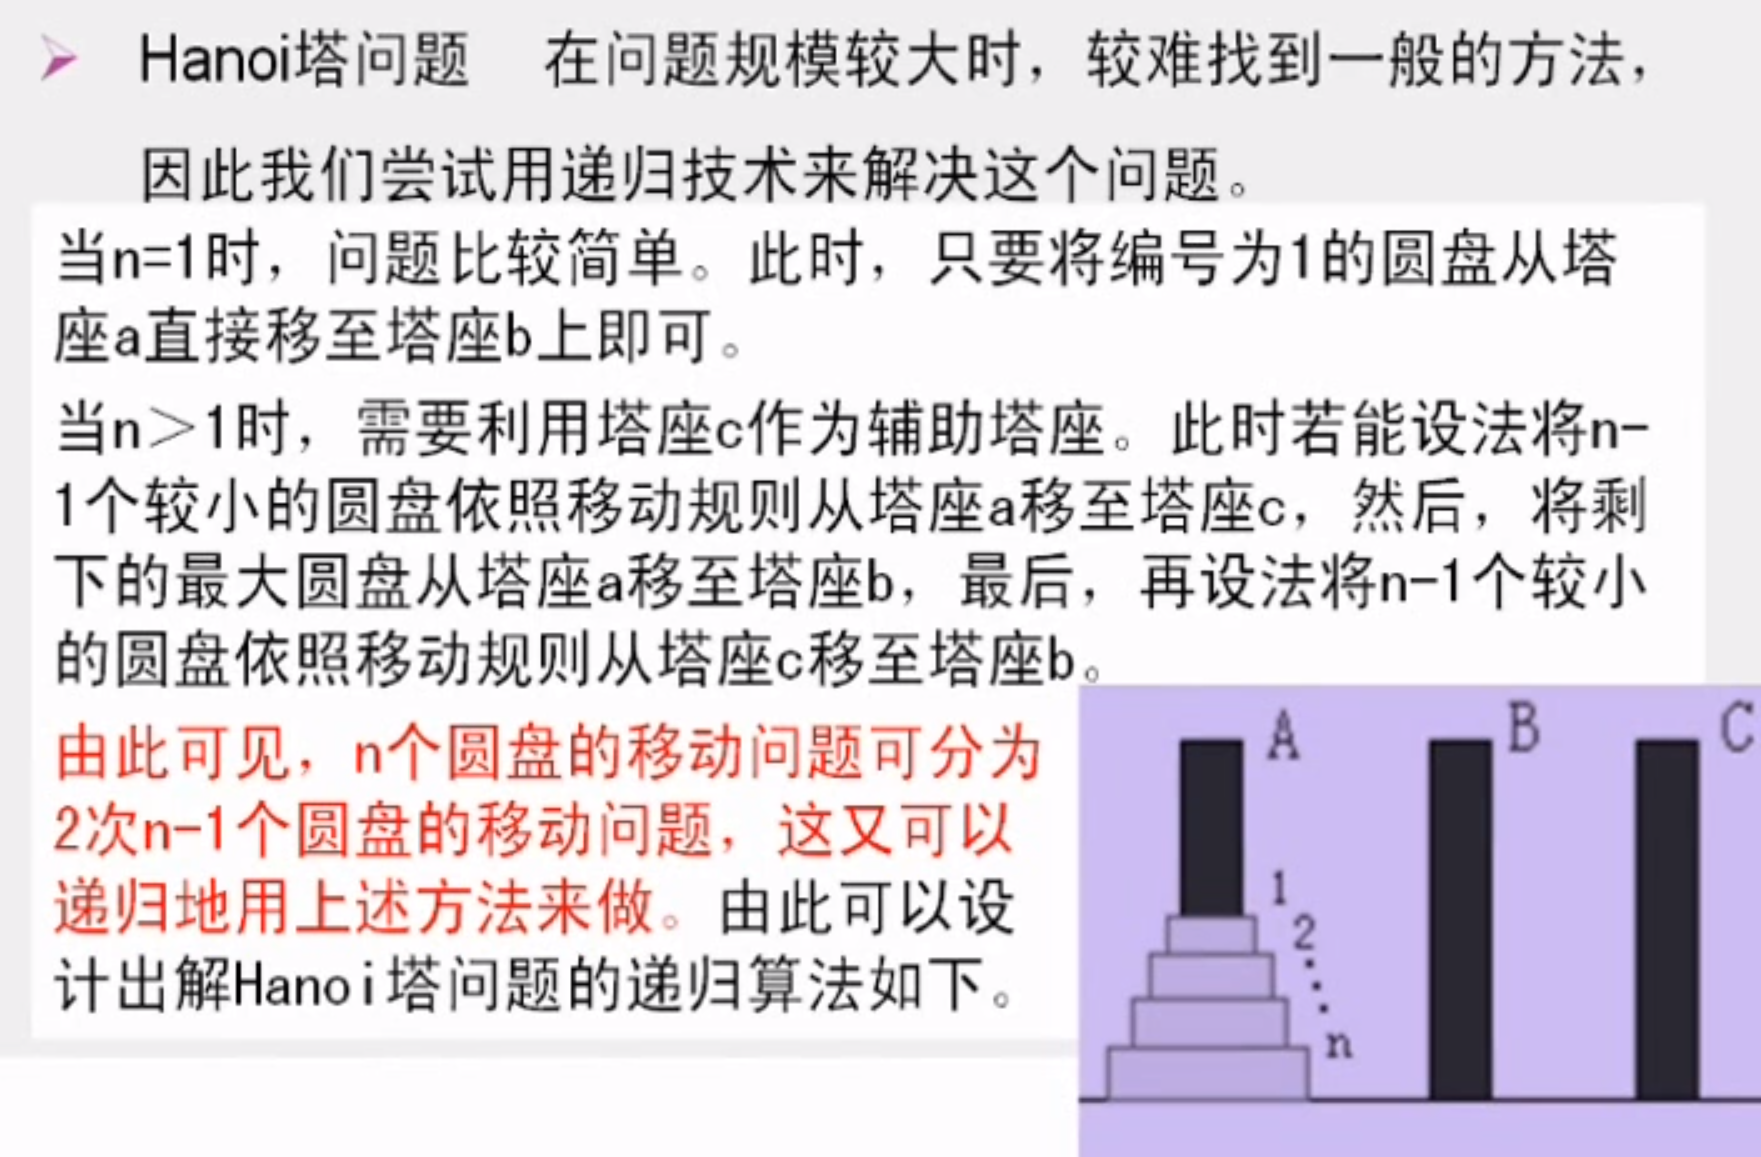 Hanoi塔问题 在问题规模较大时，较难找到一般的方法，
因此我们尝试用递归技术来解决这个问题。
当n=1时，问题比较简单。此时，只要将编号为1的圆盘从塔
座a直接移至塔座b上即可。
当n＞1时，需要利用塔座c作为辅助塔座。此时若能设法将n-
1个较小的圆盘依照移动规则从塔座a移至塔座c，然后，将剩
下的最大圆盘从塔座a移至塔座b，最后，再设法将n-1个较小
的圆盘依照移动规则从塔座c移至塔座b。
由此可见，n个圆盘的移动问题可分为
2次n-1个圆盘的移动问题，这又可以
递归地用上述方法来做。由此可以设
计出解Hanoi塔问题的递归算法如下。
A
B
C
1
2
n